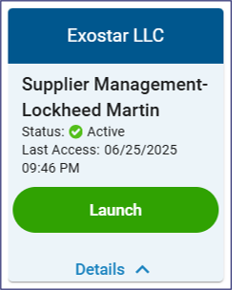 Exostar LLC
Supplier Management-
Lockheed Martin
Status: Active
Last Access: 06/25/2025
09:46 PM
Launch
Details